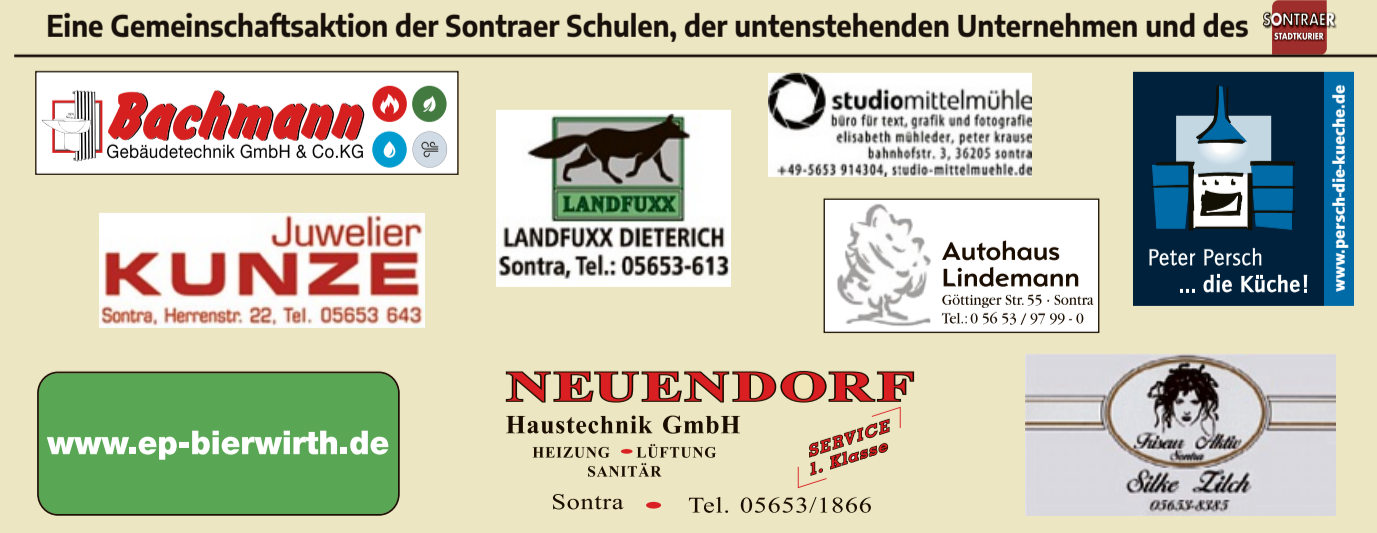 Eine Gemeinschaftsaktion der Sontraer Schulen, der untenstehenden Unternehmen und des
SONTRAER
STADTKURIER
Bachmann
Gebäudetechnik GmbH & Co.KG
LANDFUXX
LANDFUXX DIETERICH
Sontra, Tel.: 05653-613
studiomittelmühle
büro für text, grafik und fotografie
elisabeth mühleder, peter krause
bahnhofstr. 3, 36205 sontra
+49-5653 914304, studio-mittelmuehle.de
Peter Persch
... die Küche!
www.persch-die-kueche.de
Juwelier
KUNZE
Sontra, Herrenstr. 22, Tel. 05653 643
Autohaus
Lindemann
Göttinger Str. 55 · Sontra
Tel.: 0 56 53 / 97 99 - 0
www.ep-bierwirth.de
NEUENDORF
Haustechnik GmbH
HEIZUNG • LÜFTUNG
SANITÄR
SERVICE
1. Klasse
Sontra • Tel. 05653/1866
Friseur Aktiv
Sontra
Silke Zilch
05653-8385